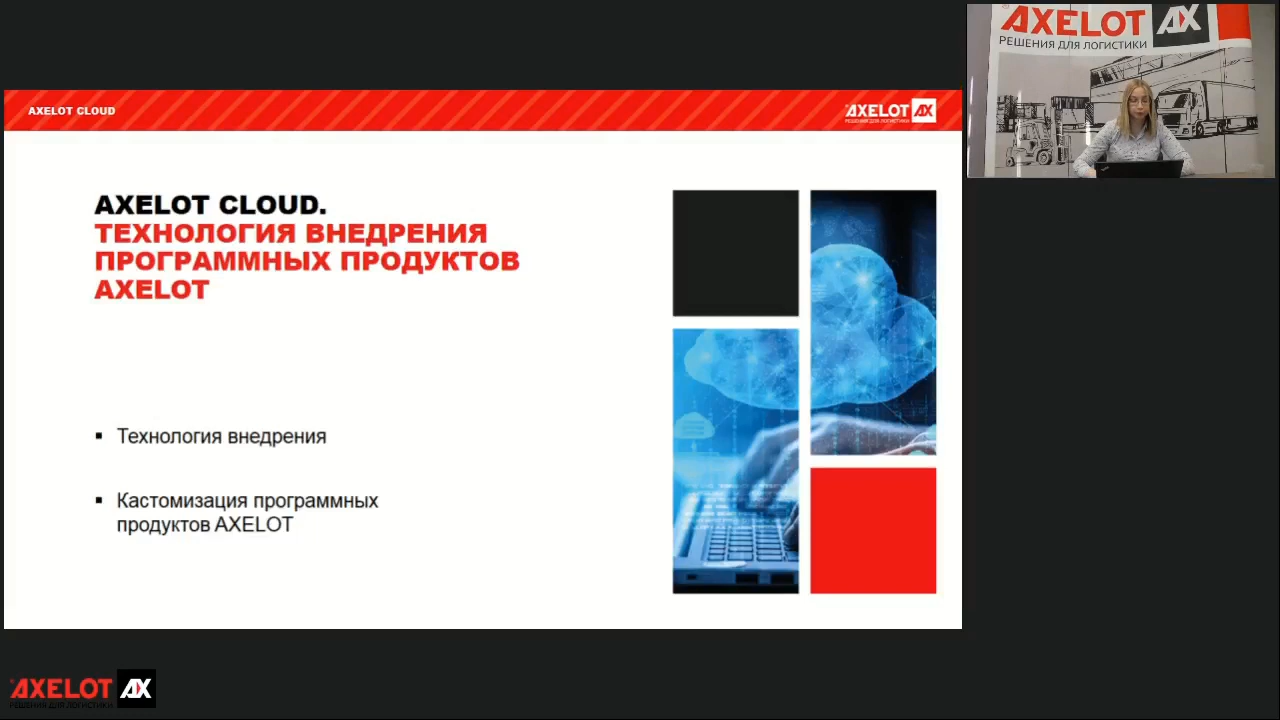 AXELOT AX
РЕШЕНИЯ ДЛЯ ЛОГИСТИКИ
AXELOT CLOUD
AXELOT AX
РЕШЕНИЯ ДЛЯ ЛОГИСТИКИ
AXELOT CLOUD.
ТЕХНОЛОГИЯ ВНЕДРЕНИЯ
ПРОГРАММНЫХ ПРОДУКТОВ
AXELOT
▪ Технология внедрения
▪ Кастомизация программных
продуктов AXELOT
AXELOT AX
РЕШЕНИЯ ДЛЯ ЛОГИСТИКИ